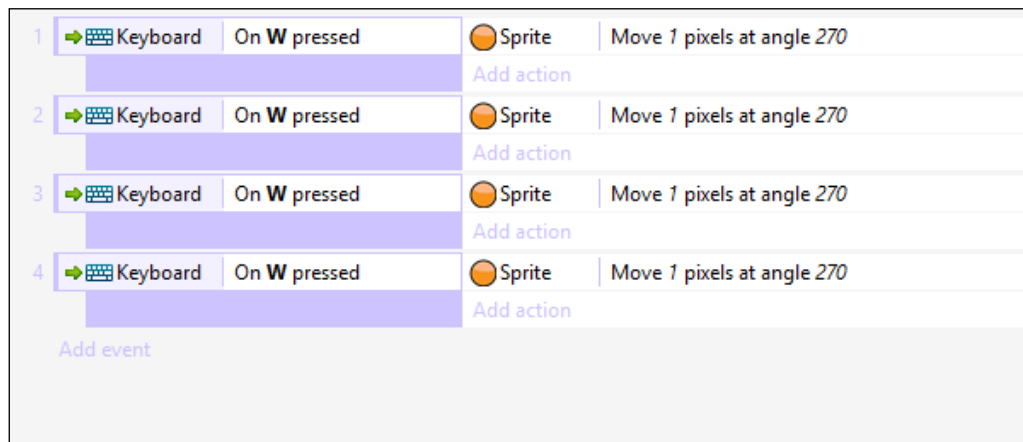 1 Keyboard On W pressed Sprite Move 1 pixels at angle 270
Add action
2 Keyboard On W pressed Sprite Move 1 pixels at angle 270
Add action
3 Keyboard On W pressed Sprite Move 1 pixels at angle 270
Add action
4 Keyboard On W pressed Sprite Move 1 pixels at angle 270
Add action
Add event